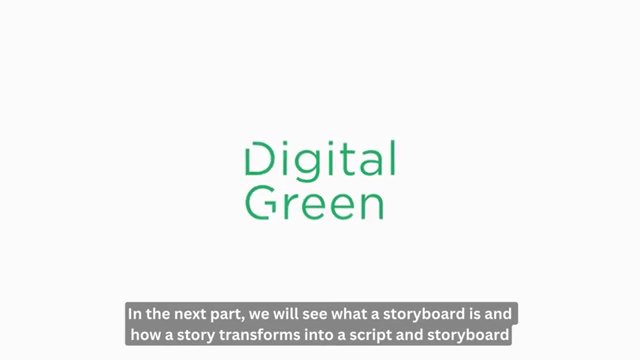 Digital
Green
In the next part, we will see what a storyboard is and
how a story transforms into a script and storyboard